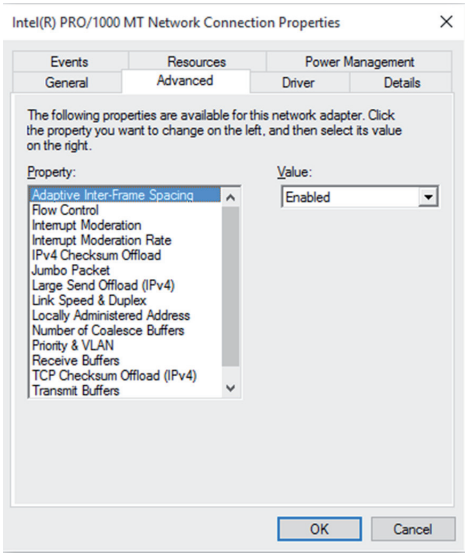 Intel(R) PRO/1000 MT Network Connection Properties
Events Resources Power Management
General Advanced Driver Details
The following properties are available for this network adapter. Click
the property you want to change on the left, and then select its value
on the right.
Property: Value:
Adaptive Inter-Frame Spacing Enabled
Flow Control
Interrupt Moderation
Interrupt Moderation Rate
IPv4 Checksum Offload
Jumbo Packet
Large Send Offload (IPv4)
Link Speed & Duplex
Locally Administered Address
Number of Coalesce Buffers
Priority & VLAN
Receive Buffers
TCP Checksum Offload (IPv4)
Transmit Buffers
OK Cancel